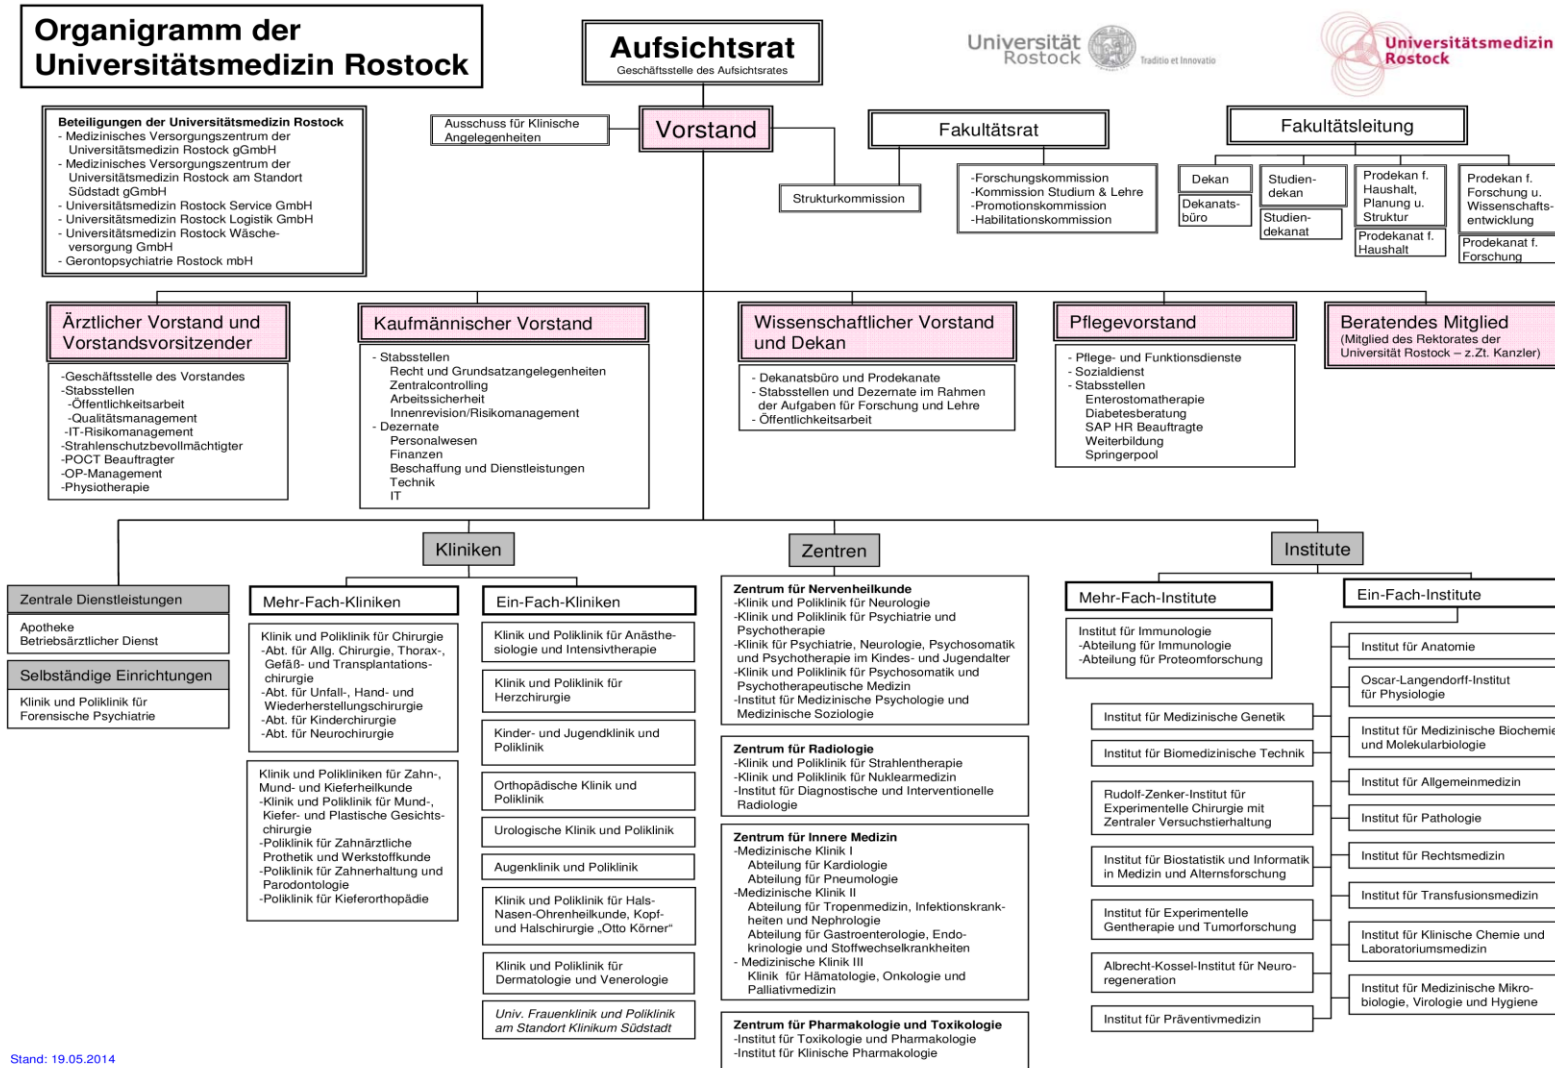 Organigramm der
Universitätsmedizin Rostock
Aufsichtsrat
Geschäftsstelle des Aufsichtsrates
Universität
Rostock
Traditio et Innovatio
Universitätsmedizin
Rostock
Beteiligungen der Universitätsmedizin Rostock
- Medizinisches Versorgungszentrum der
Universitätsmedizin Rostock gGmbH
- Medizinisches Versorgungszentrum der
Universitätsmedizin Rostock am Standort
Südstadt gGmbH
- Universitätsmedizin Rostock Service GmbH
- Universitätsmedizin Rostock Logistik GmbH
- Universitätsmedizin Rostock Wäsche-
versorgung GmbH
- Gerontopsychiatrie Rostock mbH
Ausschuss für Klinische
Angelegenheiten
Vorstand
Strukturkommission
Fakultätsrat
-Forschungskommission
-Kommission Studium & Lehre
-Promotionskommission
-Habilitationskommission
Fakultätsleitung
Dekan
Dekanats-
büro
Studien-
dekan
Studien-
dekanat
Prodekan f.
Haushalt,
Planung u.
Struktur
Prodekanat f.
Haushalt
Prodekan f.
Forschung u.
Wissenschafts-
entwicklung
Prodekanat f.
Forschung
Ärztlicher Vorstand und
Vorstandsvorsitzender
-Geschäftsstelle des Vorstandes
-Stabsstellen
-Öffentlichkeitsarbeit
-Qualitätsmanagement
-IT-Risikomanagement
-Strahlenschutzbevollmächtigter
-POCT Beauftragter
-OP-Management
-Physiotherapie
Kaufmännischer Vorstand
- Stabsstellen
Recht und Grundsatzangelegenheiten
Zentralcontrolling
Arbeitssicherheit
Innenrevision/Risikomanagement
- Dezernate
Personalwesen
Finanzen
Beschaffung und Dienstleistungen
Technik
IT
Wissenschaftlicher Vorstand
und Dekan
- Dekanatsbüro und Prodekanate
- Stabsstellen und Dezernate im Rahmen
der Aufgaben für Forschung und Lehre
- Öffentlichkeitsarbeit
Pflegevorstand
- Pflege- und Funktionsdienste
- Sozialdienst
- Stabsstellen
Enterostomatherapie
Diabetesberatung
SAP HR Beauftragte
Weiterbildung
Springerpool
Beratendes Mitglied
(Mitglied des Rektorates der
Universität Rostock – z.Zt. Kanzler)
Zentrale Dienstleistungen
Apotheke
Betriebsärztlicher Dienst
Selbständige Einrichtungen
Klinik und Poliklinik für
Forensische Psychiatrie
Kliniken
Mehr-Fach-Kliniken
Klinik und Poliklinik für Chirurgie
-Abt. für Allg. Chirurgie, Thorax-,
Gefäß- und Transplantations-
chirurgie
-Abt. für Unfall-, Hand- und
Wiederherstellungschirurgie
-Abt. für Kinderchirurgie
-Abt. für Neurochirurgie
Klinik und Polikliniken für Zahn-,
Mund- und Kieferheilkunde
-Klinik und Poliklinik für Mund-,
Kiefer- und Plastische Gesichts-
chirurgie
-Poliklinik für Zahnärztliche
Prothetik und Werkstoffkunde
-Poliklinik für Zahnerhaltung und
Parodontologie
-Poliklinik für Kieferorthopädie
Ein-Fach-Kliniken
Klinik und Poliklinik für Anästhe-
siologie und Intensivtherapie
Klinik und Poliklinik für
Herzchirurgie
Kinder- und Jugendklinik und
Poliklinik
Orthopädische Klinik und
Poliklinik
Urologische Klinik und Poliklinik
Augenklinik und Poliklinik
Klinik und Poliklinik für Hals-
Nasen-Ohrenheilkunde, Kopf-
und Halschirurgie „Otto Körner“
Klinik und Poliklinik für
Dermatologie und Venerologie
Univ. Frauenklinik und Poliklinik
am Standort Klinikum Südstadt
Zentren
Zentrum für Nervenheilkunde
-Klinik und Poliklinik für Neurologie
-Klinik und Poliklinik für Psychiatrie und
Psychotherapie
-Klinik für Psychiatrie, Neurologie, Psychosomatik
und Psychotherapie im Kindes- und Jugendalter
-Klinik und Poliklinik für Psychosomatik und
Psychotherapeutische Medizin
-Institut für Medizinische Psychologie und
Medizinische Soziologie
Zentrum für Radiologie
-Klinik und Poliklinik für Strahlentherapie
-Klinik und Poliklinik für Nuklearmedizin
-Institut für Diagnostische und Interventionelle
Radiologie
Zentrum für Innere Medizin
-Medizinische Klinik I
Abteilung für Kardiologie
Abteilung für Pneumologie
-Medizinische Klinik II
Abteilung für Tropenmedizin, Infektionskrank-
heiten und Nephrologie
Abteilung für Gastroenterologie, Endo-
krinologie und Stoffwechselkrankheiten
- Medizinische Klinik III
Klinik für Hämatologie, Onkologie und
Palliativmedizin
Zentrum für Pharmakologie und Toxikologie
-Institut für Toxikologie und Pharmakologie
-Institut für Klinische Pharmakologie
Institute
Mehr-Fach-Institute
Institut für Immunologie
-Abteilung für Immunologie
-Abteilung für Proteomforschung
Ein-Fach-Institute
Institut für Medizinische Genetik
Institut für Biomedizinische Technik
Rudolf-Zenker-Institut für
Experimentelle Chirurgie mit
Zentraler Versuchstierhaltung
Institut für Biostatistik und Informatik
in Medizin und Alternsforschung
Institut für Experimentelle
Gentherapie und Tumorforschung
Albrecht-Kossel-Institut für Neuro-
regeneration
Institut für Präventivmedizin
Institut für Anatomie
Oscar-Langendorff-Institut
für Physiologie
Institut für Medizinische Biochemie
und Molekularbiologie
Institut für Allgemeinmedizin
Institut für Pathologie
Institut für Rechtsmedizin
Institut für Transfusionsmedizin
Institut für Klinische Chemie und
Laboratoriumsmedizin
Institut für Medizinische Mikro-
biologie, Virologie und Hygiene
Stand: 19.05.2014